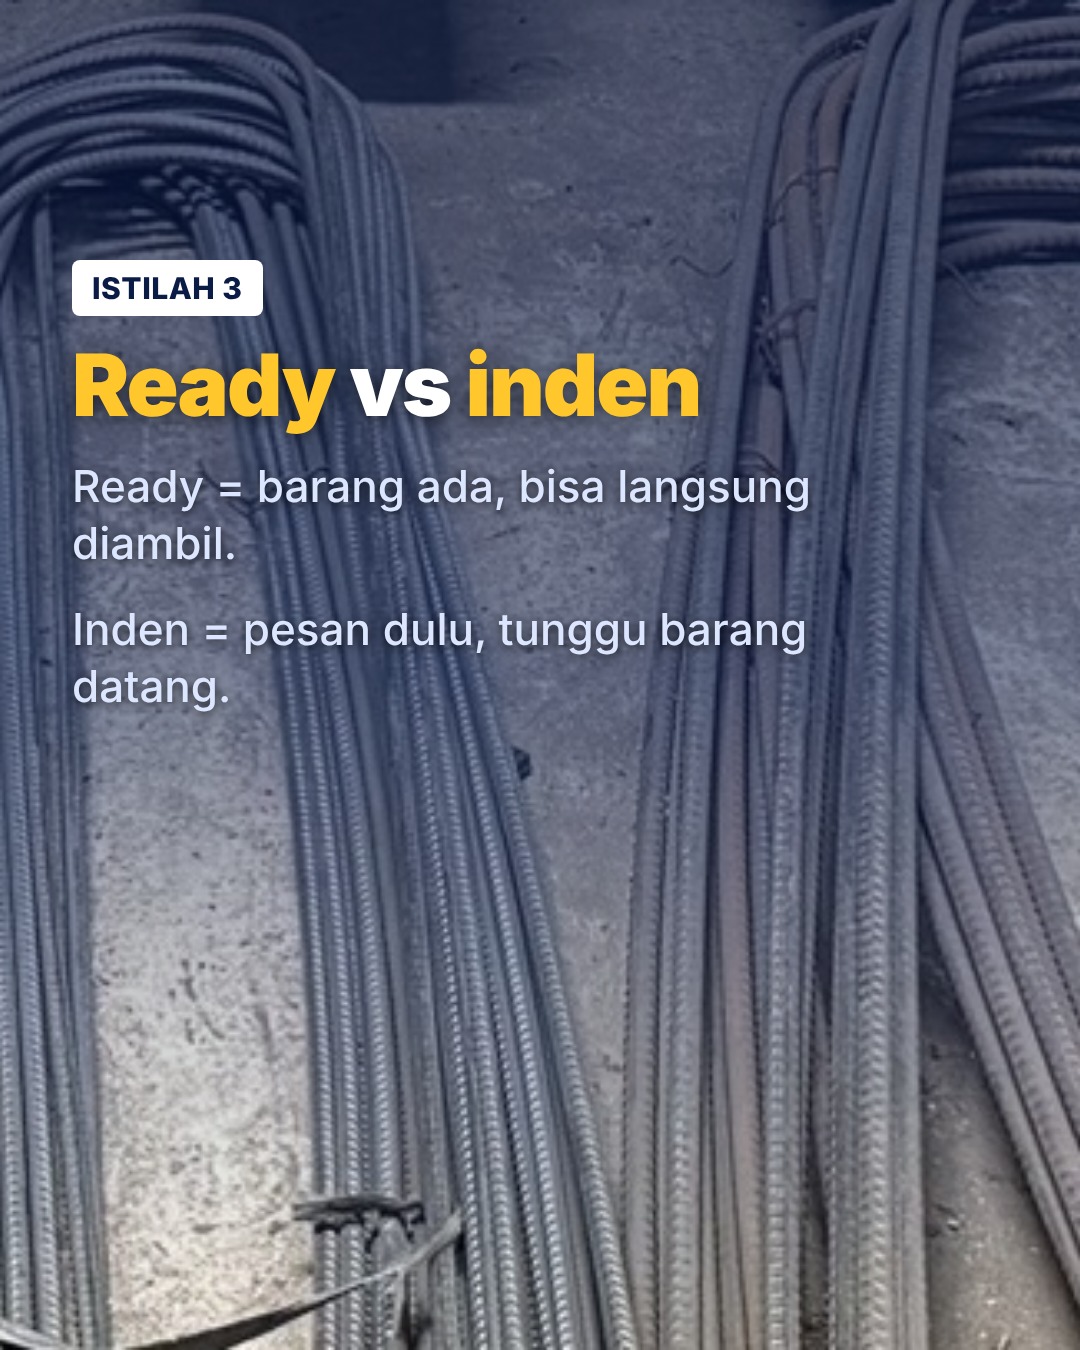 ISTILAH 3
Ready vs inden
Ready = barang ada, bisa langsung
diambil.
Inden = pesan dulu, tunggu barang
datang.